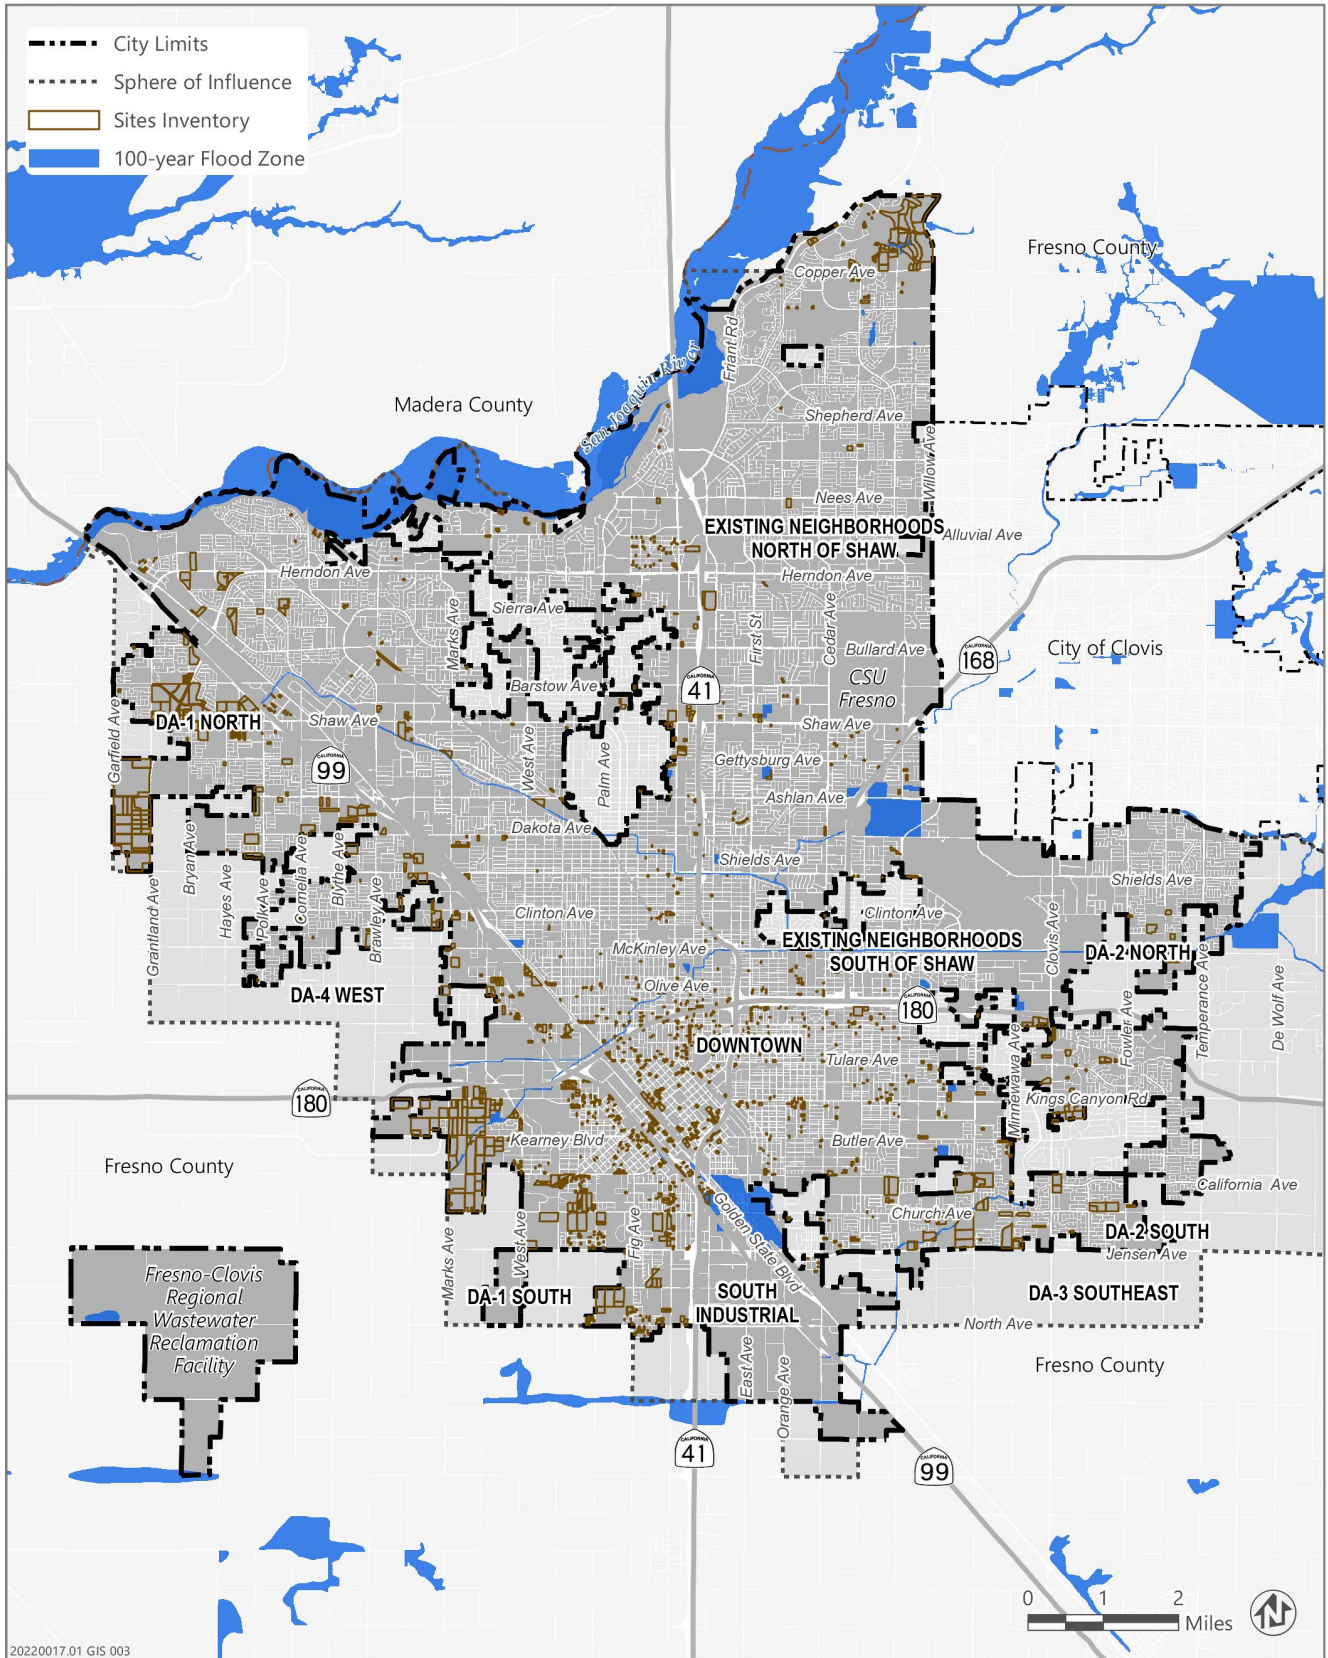 City Limits
Sphere of Influence
Sites Inventory
100-year Flood Zone
Fresno County
Copper Ave
Friant Rd
San Joaquin River
Madera County
Shepherd Ave
Willow Ave
Nees Ave
EXISTING NEIGHBORHOODS
NORTH OF SHAW
Alluvial Ave
Herndon Ave
Herndon Ave
Sierra Ave
Marks Ave
First St
Cedar Ave
Bullard Ave
CALIFORNIA
168
City of Clovis
CSU
Fresno
Barstow Ave
CALIFORNIA
41
DA-1 NORTH
Shaw Ave
Shaw Ave
Garfield Ave
CALIFORNIA
99
West Ave
Palm Ave
Gettysburg Ave
Ashlan Ave
Dakota Ave
Shields Ave
Shields Ave
Bryan Ave
Hayes Ave
Polk Ave
Cornelia Ave
Blythe Ave
Brawley Ave
Grantland Ave
Clinton Ave
Clinton Ave
McKinley Ave
EXISTING NEIGHBORHOODS
SOUTH OF SHAW
Clovis Ave
DA-2 NORTH
Temperance Ave
De Wolf Ave
DA-4 WEST
Olive Ave
CALIFORNIA
180
Fowler Ave
DOWNTOWN
Tulare Ave
Minnewawa Ave
CALIFORNIA
180
Kings Canyon Rd
Kearney Blvd
Butler Ave
Fresno County
California Ave
Golden State Blvd
Church Ave
Marks Ave
West Ave
Fig Ave
DA-2 SOUTH
Jensen Ave
Fresno-Clovis
Regional
Wastewater
Reclamation
Facility
DA-1 SOUTH
SOUTH
INDUSTRIAL
DA-3 SOUTHEAST
North Ave
Fresno County
East Ave
Orange Ave
CALIFORNIA
41
CALIFORNIA
99
0 1 2
Miles
N
20220017.01 GIS 003